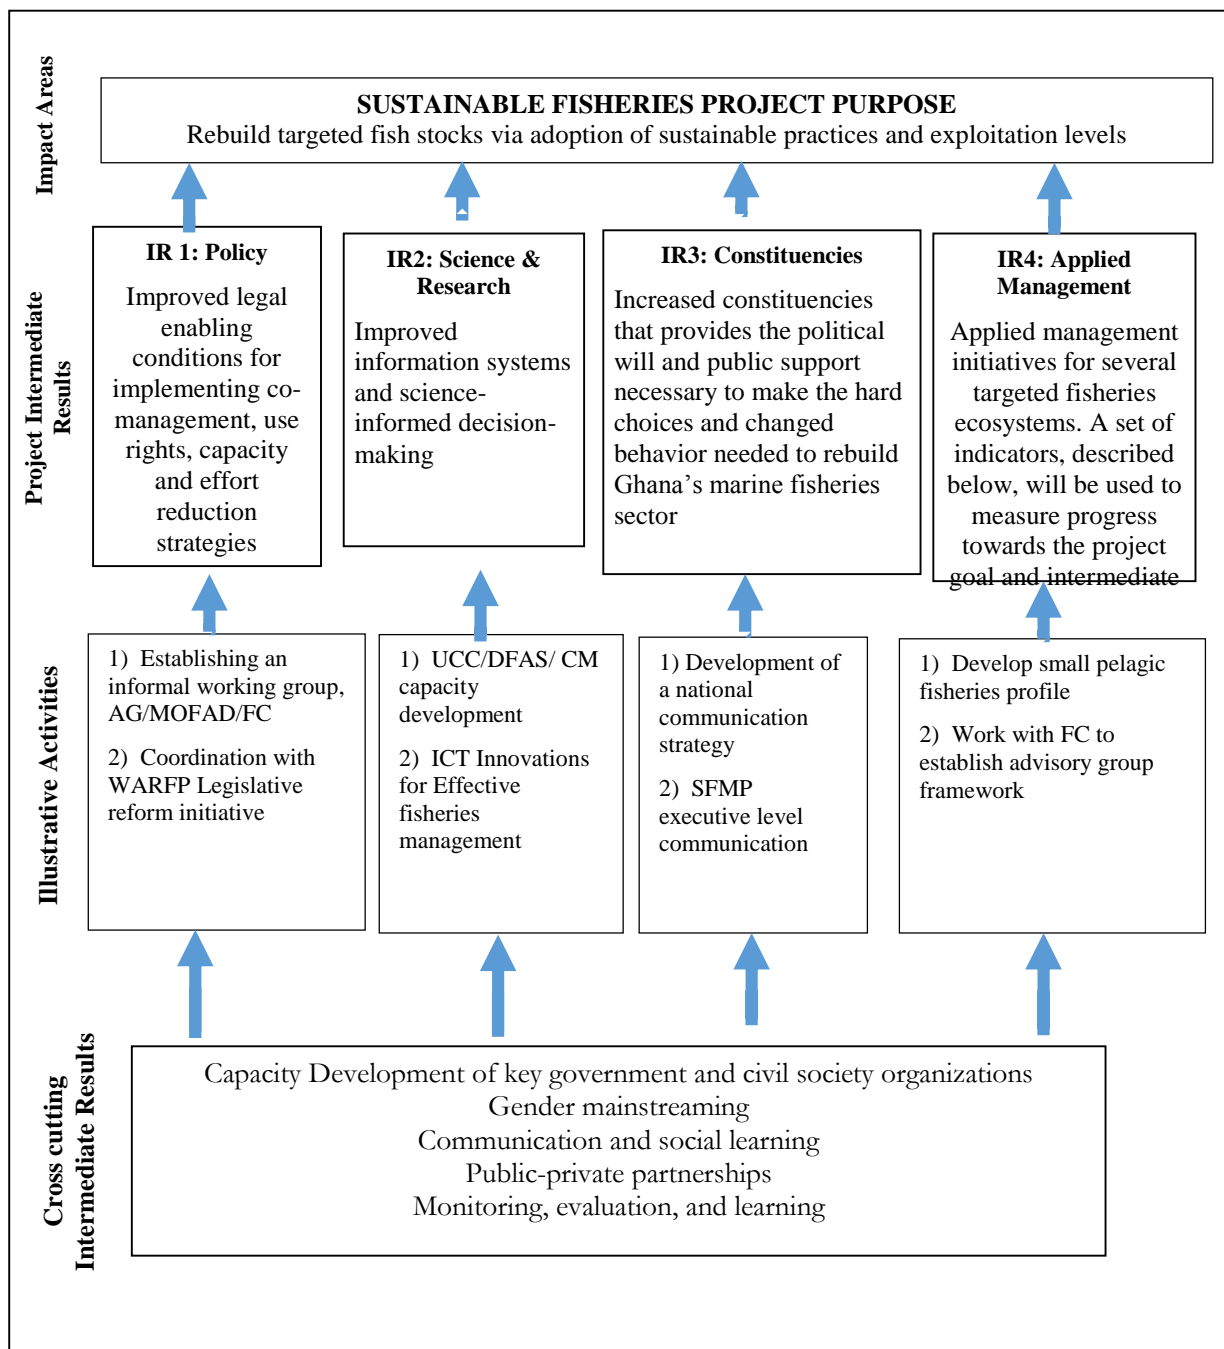 Impact Areas
SUSTAINABLE FISHERIES PROJECT PURPOSE
Rebuild targeted fish stocks via adoption of sustainable practices and exploitation levels
Project Intermediate
Results
IR 1: Policy
Improved legal
enabling
conditions for
implementing co-
management, use
rights, capacity
and effort
reduction
strategies
IR2: Science &
Research
Improved
information systems
and science-
informed decision-
making
IR3: Constituencies
Increased constituencies
that provides the political
will and public support
necessary to make the hard
choices and changed
behavior needed to rebuild
Ghana’s marine fisheries
sector
IR4: Applied
Management
Applied management
initiatives for several
targeted fisheries
ecosystems. A set of
indicators, described
below, will be used to
measure progress
towards the project
goal and intermediate
Illustrative Activities
1) Establishing an
informal working group,
AG/MOFAD/FC
2) Coordination with
WARFP Legislative
reform initiative
1) UCC/DFAS/ CM
capacity
development
2) ICT Innovations
for Effective
fisheries
management
1) Development of
a national
communication
strategy
2) SFMP
executive level
communication
1) Develop small pelagic
fisheries profile
2) Work with FC to
establish advisory group
framework
Cross cutting
Intermediate Results
Capacity Development of key government and civil society organizations
Gender mainstreaming
Communication and social learning
Public-private partnerships
Monitoring, evaluation, and learning